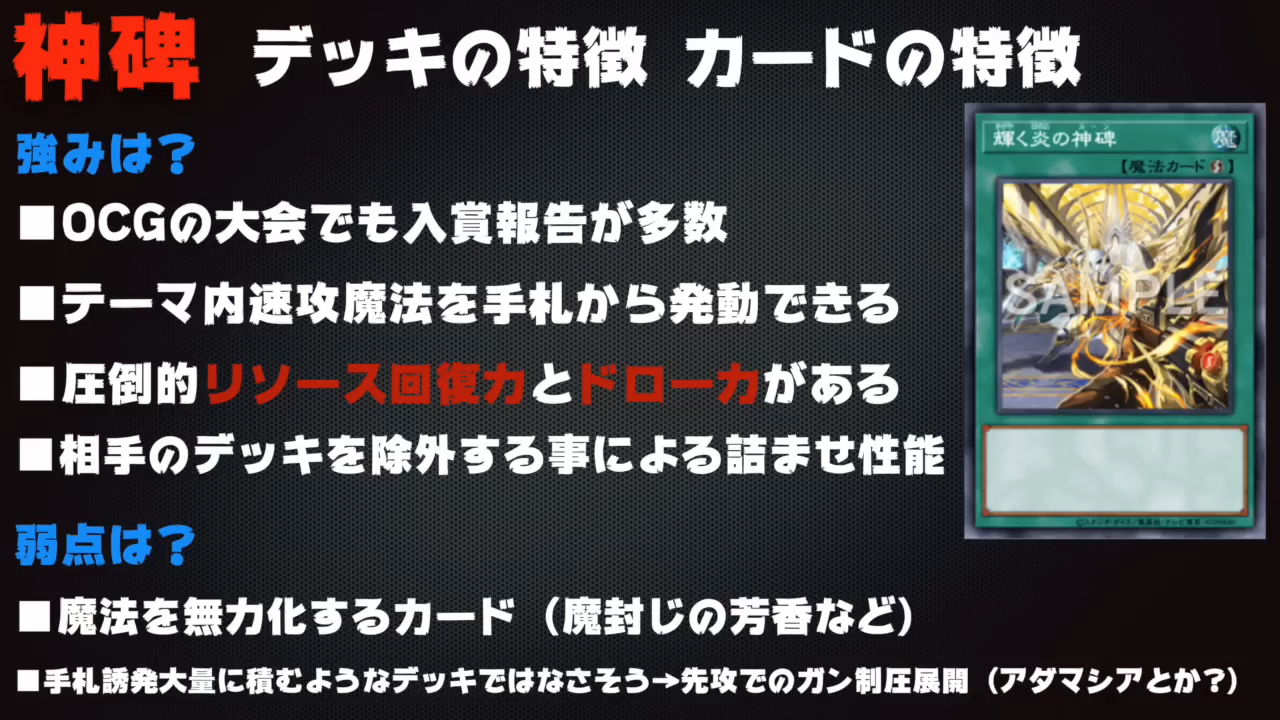 神碑 デッキの特徴 カードの特徴
強みは?
■OCGの大会でも入賞報告が多数
■テーマ内速攻魔法を手札から発動できる
■圧倒的リソース回復力とドロー力がある
■相手のデッキを除外する事による詰ませ性能
弱点は?
■魔法を無力化するカード（魔封じの芳香など）
■手札誘発大量に積むようなデッキではなさそう→先攻でのガン制圧展開（アダマシアとか?）
輝く炎の神碑
魔
【魔法カード】
SAMPLE